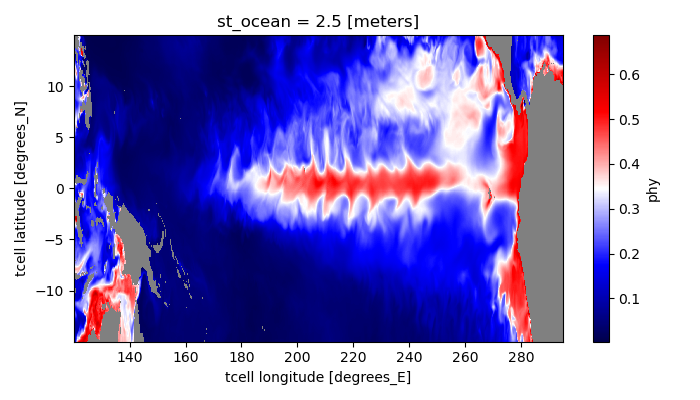 st_ocean = 2.5 [meters]
10
5
0
−5
−10
tcell latitude [degrees_N]
140 160 180 200 220 240 260 280
tcell longitude [degrees_E]
0.6
0.5
0.4
0.3
0.2
0.1
phy